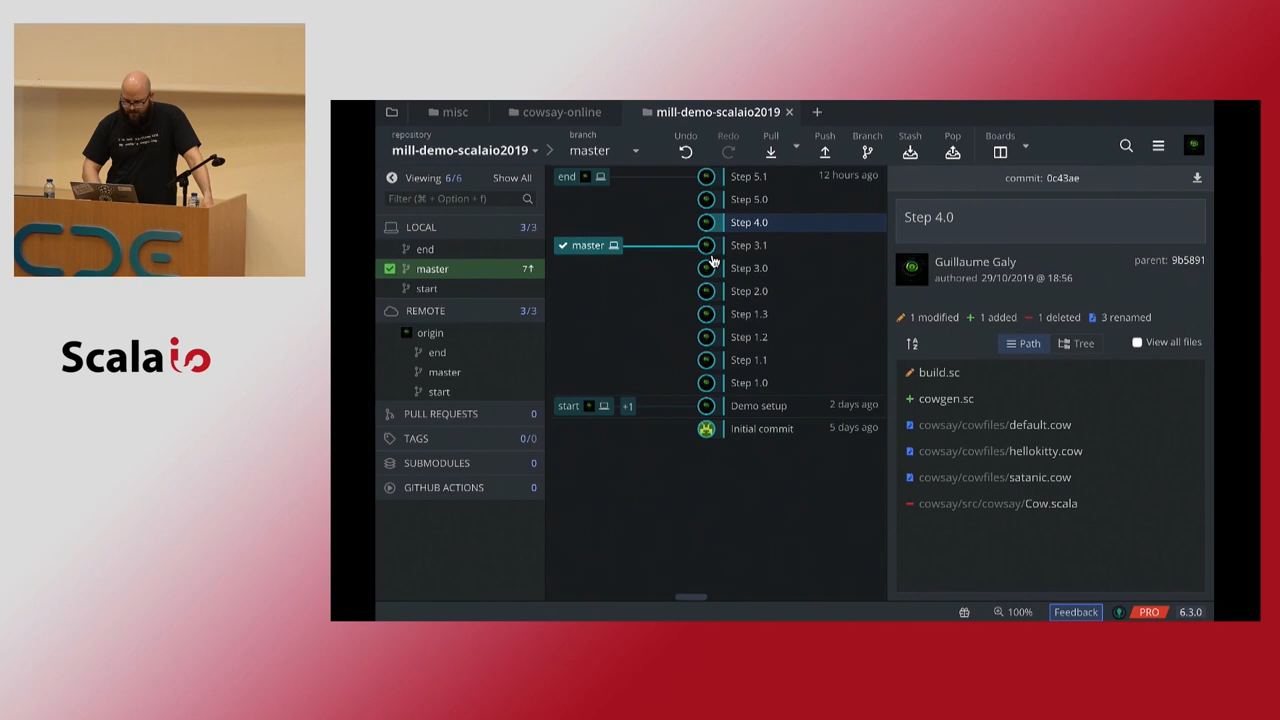 misc
cowsay-online
mill-demo-scalaio2019
repository
mill-demo-scalaio2019
branch
master
Undo
Redo
Pull
Push
Branch
Stash
Pop
Boards
Viewing 6/6 Show All
Filter (⌘ + Option + f)
LOCAL 3/3
end
master 7↑
start
REMOTE 3/3
origin
end
master
start
PULL REQUESTS 0
TAGS 0/0
SUBMODULES 0
GITHUB ACTIONS 0
end Step 5.1 12 hours ago
Step 5.0
Step 4.0
master Step 3.1
Step 3.0
Step 2.0
Step 1.3
Step 1.2
Step 1.1
Step 1.0
start +1 Demo setup 2 days ago
Initial commit 5 days ago
commit: 0c43ae
Step 4.0
Guillaume Galy
authored 29/10/2019 @ 18:56
parent: 9b5891
1 modified + 1 added − 1 deleted 3 renamed
Path Tree View all files
build.sc
+ cowgen.sc
cowsay/cowfiles/default.cow
cowsay/cowfiles/hellokitty.cow
cowsay/cowfiles/satanic.cow
− cowsay/src/cowsay/Cow.scala
100% Feedback PRO 6.3.0
Scala io
CDE